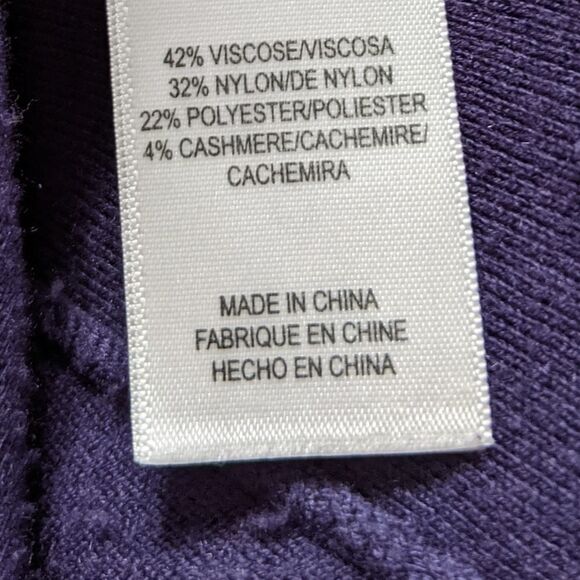 42% VISCOSE/VISCOSA
32% NYLON/DE NYLON
22% POLYESTER/POLIESTER
4% CASHMERE/CACHEMIRE/
CACHEMIRA
MADE IN CHINA
FABRIQUE EN CHINE
HECHO EN CHINA